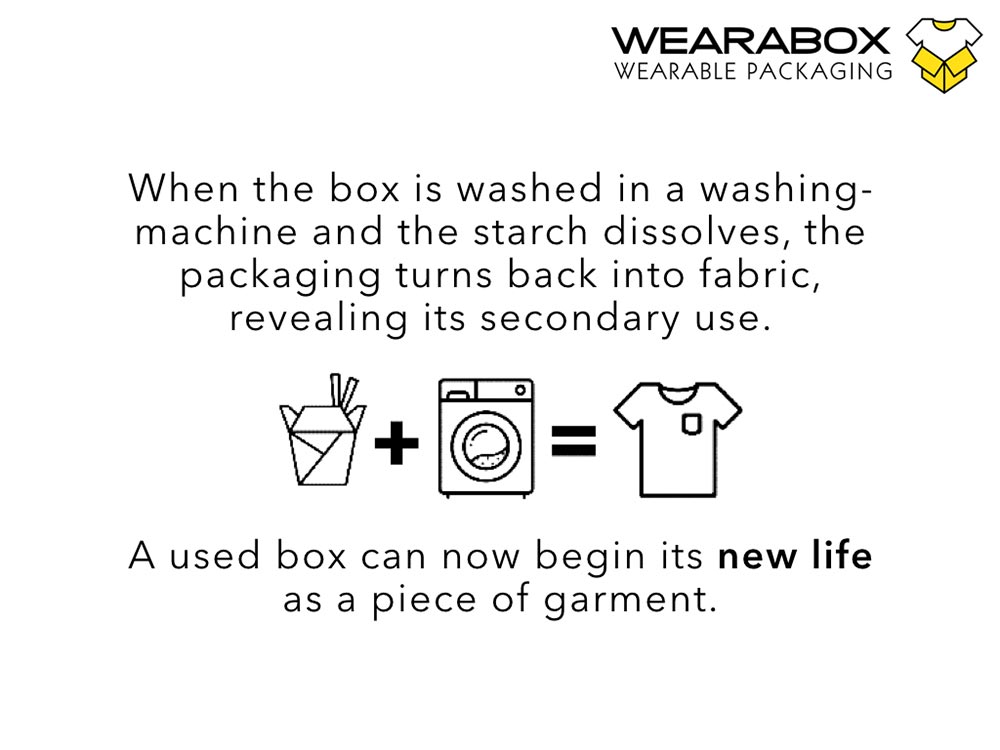 WEARABOX
WEARABLE PACKAGING
When the box is washed in a washing-
machine and the starch dissolves, the
packaging turns back into fabric,
revealing its secondary use.
+ =
A used box can now begin its new life
as a piece of garment.